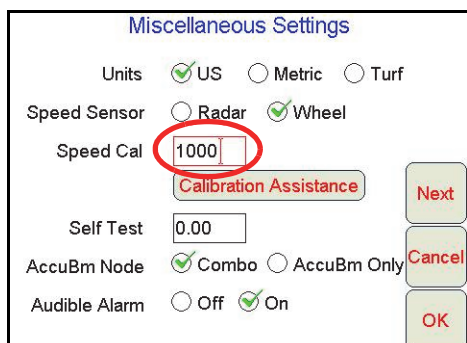 Miscellaneous Settings
Units US Metric Turf
Speed Sensor Radar Wheel
Speed Cal 1000
Calibration Assistance
Next
Self Test 0.00
AccuBm Node Combo AccuBm Only
Cancel
Audible Alarm Off On
OK